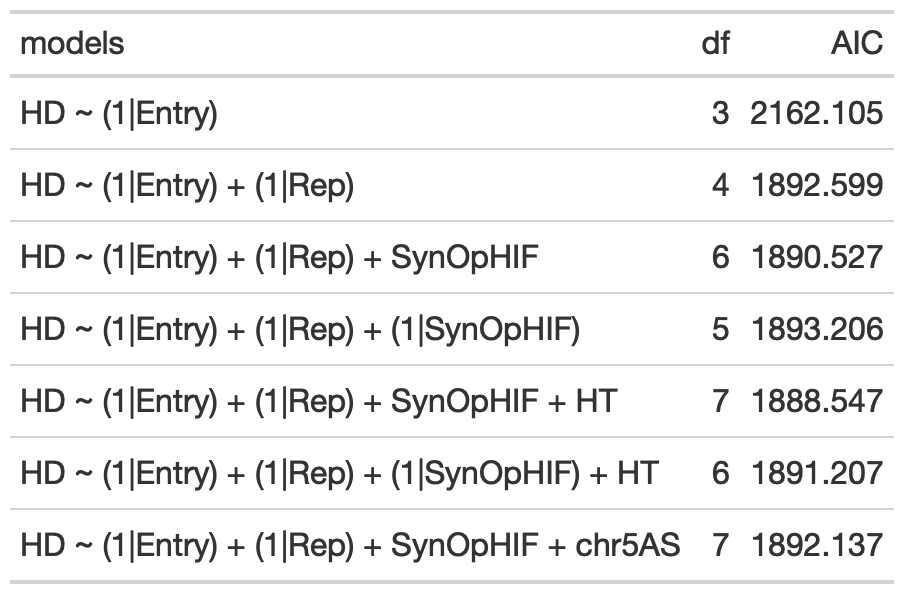 models df AIC
HD ~ (1|Entry) 3 2162.105
HD ~ (1|Entry) + (1|Rep) 4 1892.599
HD ~ (1|Entry) + (1|Rep) + SynOpHIF 6 1890.527
HD ~ (1|Entry) + (1|Rep) + (1|SynOpHIF) 5 1893.206
HD ~ (1|Entry) + (1|Rep) + SynOpHIF + HT 7 1888.547
HD ~ (1|Entry) + (1|Rep) + (1|SynOpHIF) + HT 6 1891.207
HD ~ (1|Entry) + (1|Rep) + SynOpHIF + chr5AS 7 1892.137